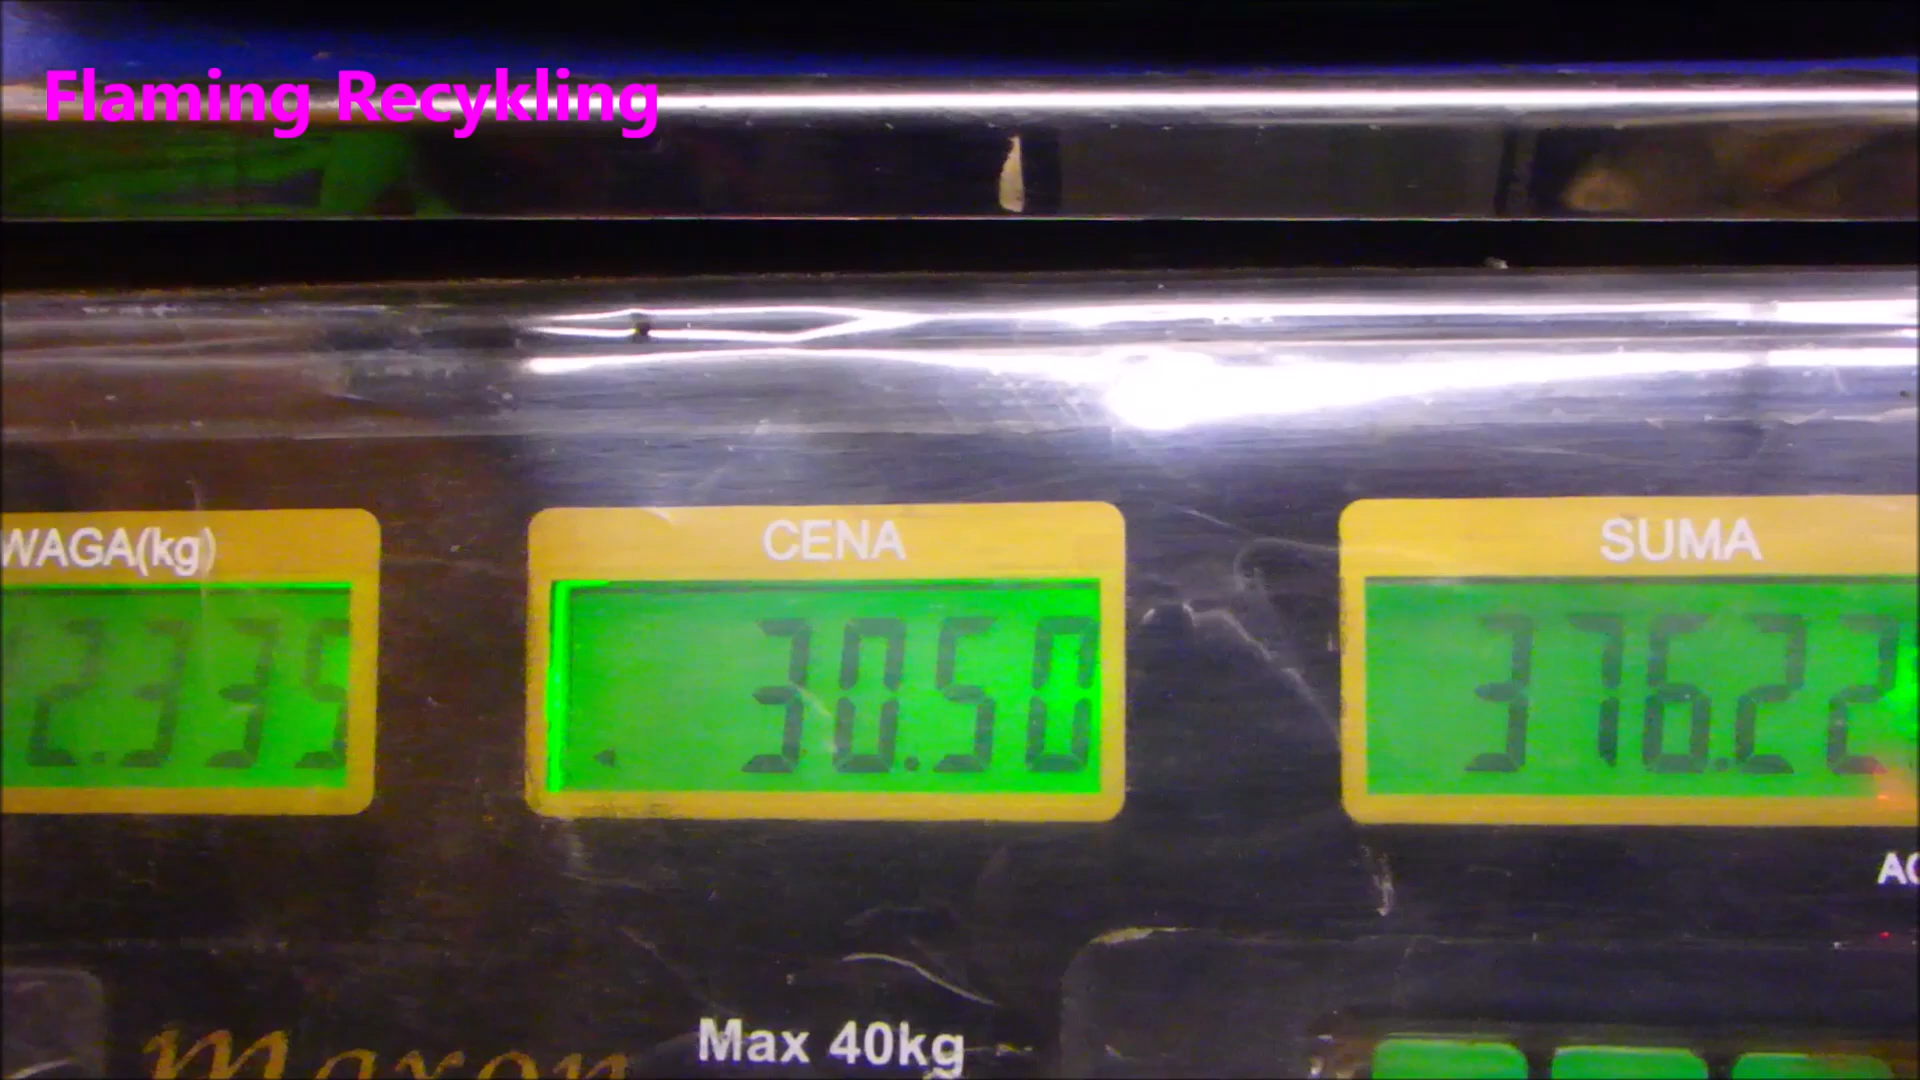 Flaming Recykling
WAGA(kg)
CENA
SUMA
2.335
30.50
376.22
Max 40kg